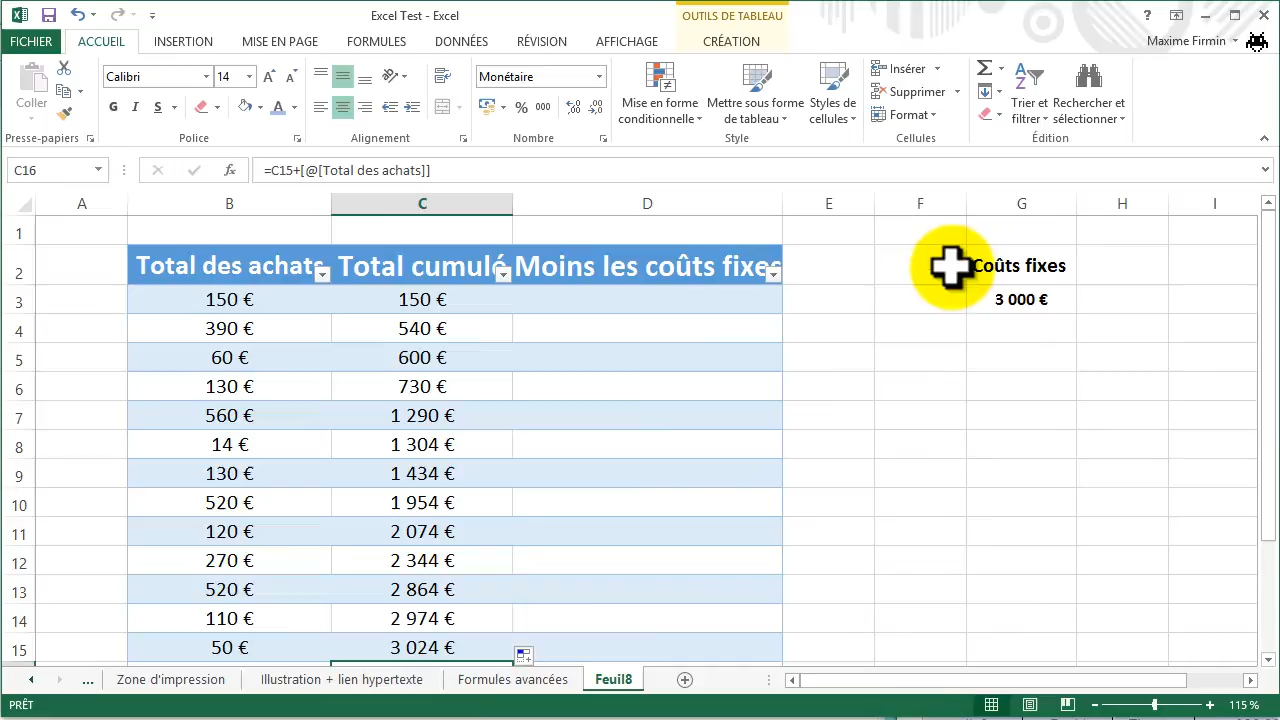 Excel Test - Excel
OUTILS DE TABLEAU
?
FICHIER
ACCUEIL
INSERTION
MISE EN PAGE
FORMULES
DONNÉES
RÉVISION
AFFICHAGE
CRÉATION
Maxime Firmin
Coller
Calibri
14
A A
G I S
A
Monétaire
% 000
Mise en forme conditionnelle
Mettre sous forme de tableau
Styles de cellules
Insérer
Supprimer
Format
Σ
Trier et filtrer
Rechercher et sélectionner
Presse-papiers
Police
Alignement
Nombre
Style
Cellules
Édition
C16
fx
=C15+[@[Total des achats]]
A B C D E F G H I
1
2 Total des achats Total cumulé Moins les coûts fixes Coûts fixes
3 150 € 150 € 3 000 €
4 390 € 540 €
5 60 € 600 €
6 130 € 730 €
7 560 € 1 290 €
8 14 € 1 304 €
9 130 € 1 434 €
10 520 € 1 954 €
11 120 € 2 074 €
12 270 € 2 344 €
13 520 € 2 864 €
14 110 € 2 974 €
15 50 € 3 024 €
... Zone d'impression Illustration + lien hypertexte Formules avancées Feuil8
PRÊT
115 %